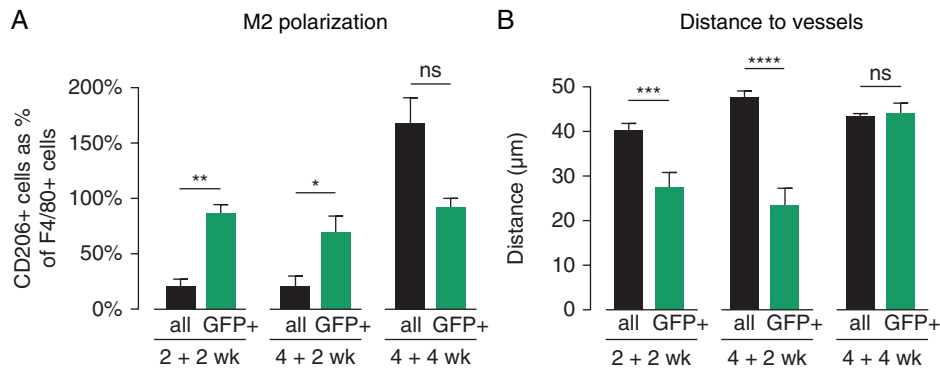 A
M2 polarization
CD206+ cells as %
of F4/80+ cells
200%
150%
100%
50%
0%
**
*
ns
all GFP+ all GFP+ all GFP+
2 + 2 wk 4 + 2 wk 4 + 4 wk
B
Distance to vessels
Distance (μm)
50
40
30
20
10
0
***
****
ns
all GFP+ all GFP+ all GFP+
2 + 2 wk 4 + 2 wk 4 + 4 wk